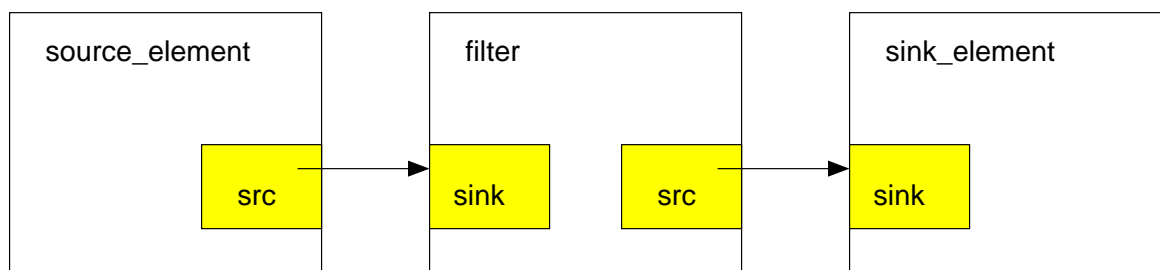 source_element
filter
sink_element
src
sink
src
sink